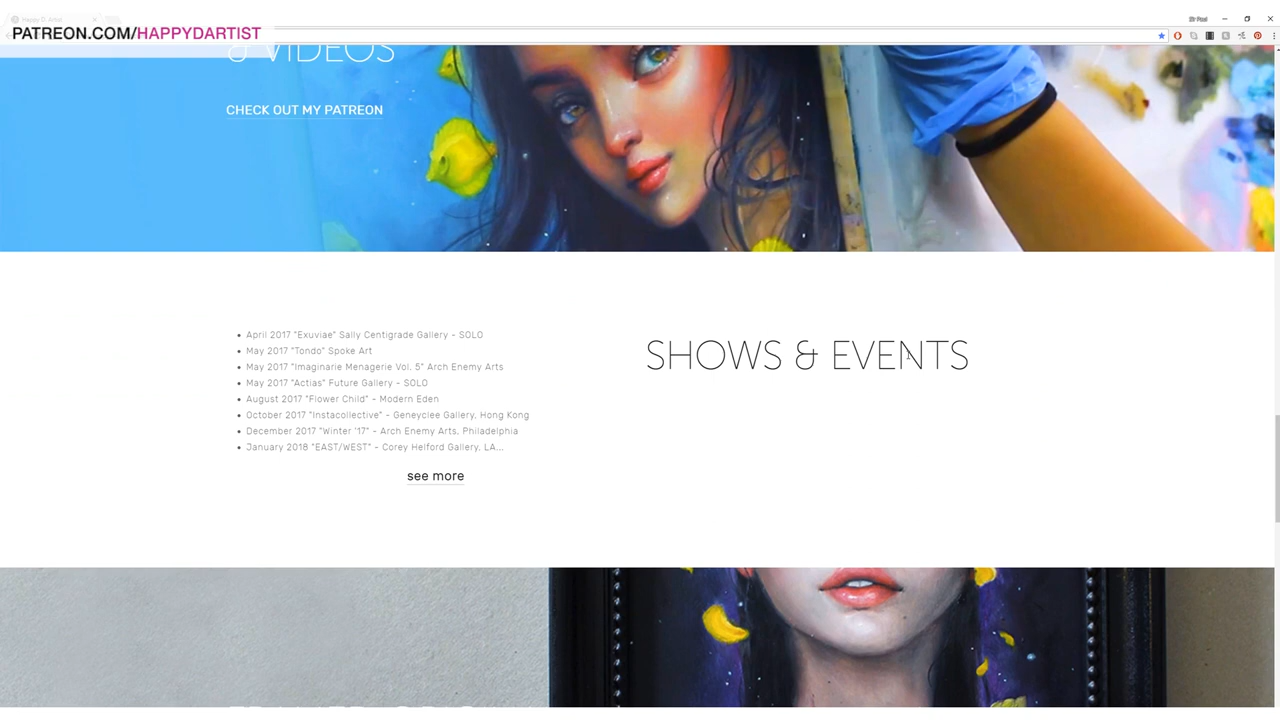 Happy D. Artist
PATREON.COM/HAPPYDARTIST
& VIDEOS
CHECK OUT MY PATREON
April 2017 "Exuviae" Sally Centigrade Gallery - SOLO
May 2017 "Tondo" Spoke Art
May 2017 "Imaginarie Menagerie Vol. 5" Arch Enemy Arts
May 2017 "Actias" Future Gallery - SOLO
August 2017 "Flower Child" - Modern Eden
October 2017 "Instacollective" - Geneyclee Gallery, Hong Kong
December 2017 "Winter '17" - Arch Enemy Arts, Philadelphia
January 2018 "EAST/WEST" - Corey Helford Gallery, LA...
see more
SHOWS & EVENTS